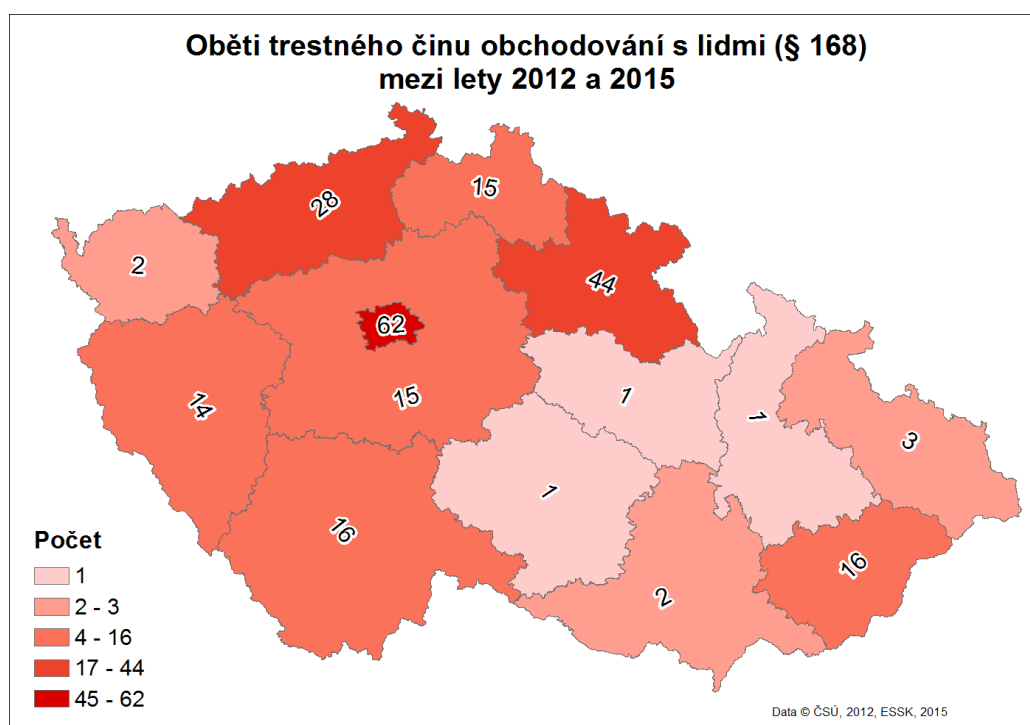 Oběti trestného činu obchodování s lidmi (§ 168)
mezi lety 2012 a 2015
15
28
2
44
62
1
15
14
1
3
1
16
16
2
Počet
1
2 - 3
4 - 16
17 - 44
45 - 62
Data © ČSÚ, 2012, ESSK, 2015